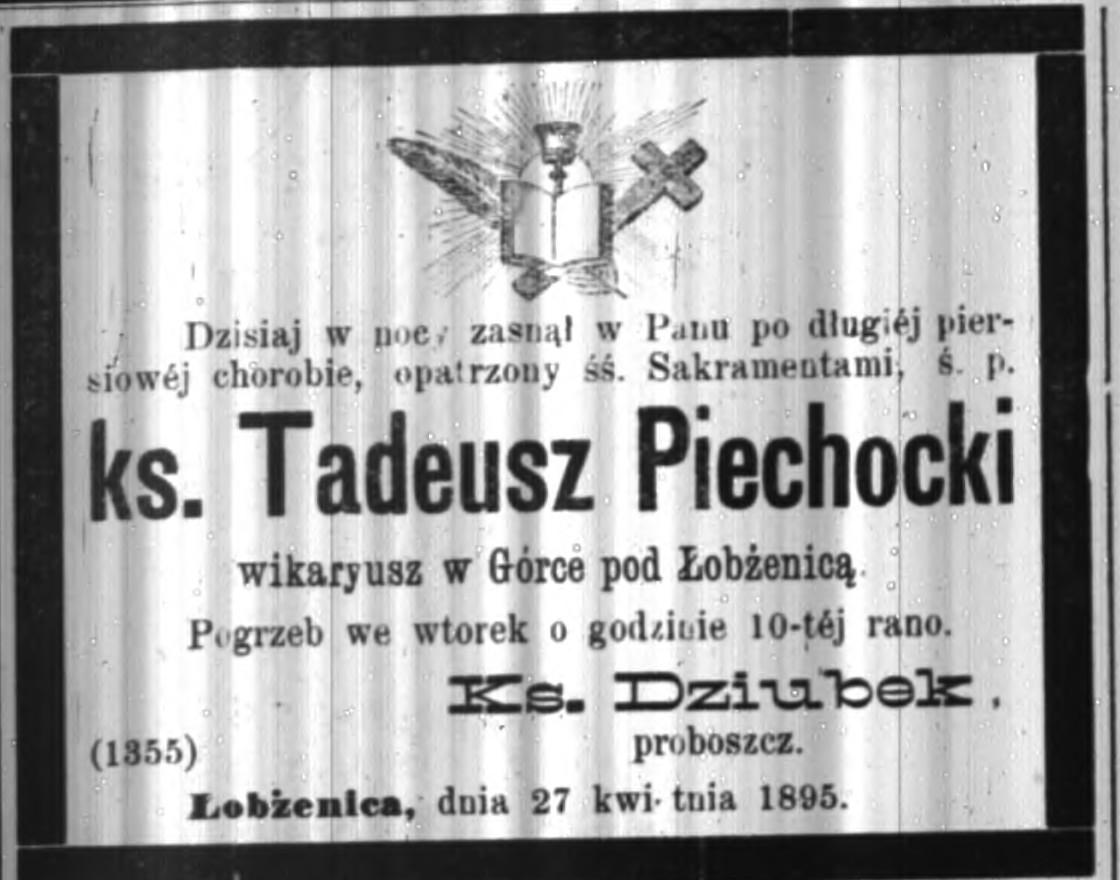 Dzisiaj w nocy zasnął w Panu po długiéj pier-
siowéj chorobie, opatrzony śś. Sakramentami, ś. p.
ks. Tadeusz Piechocki
wikaryusz w Górce pod Łobżenicą.
Pogrzeb we wtorek o godzinie 10-téj rano.
Ks. Dziubek,
(1355) proboszcz.
Łobżenica, dnia 27 kwietnia 1895.